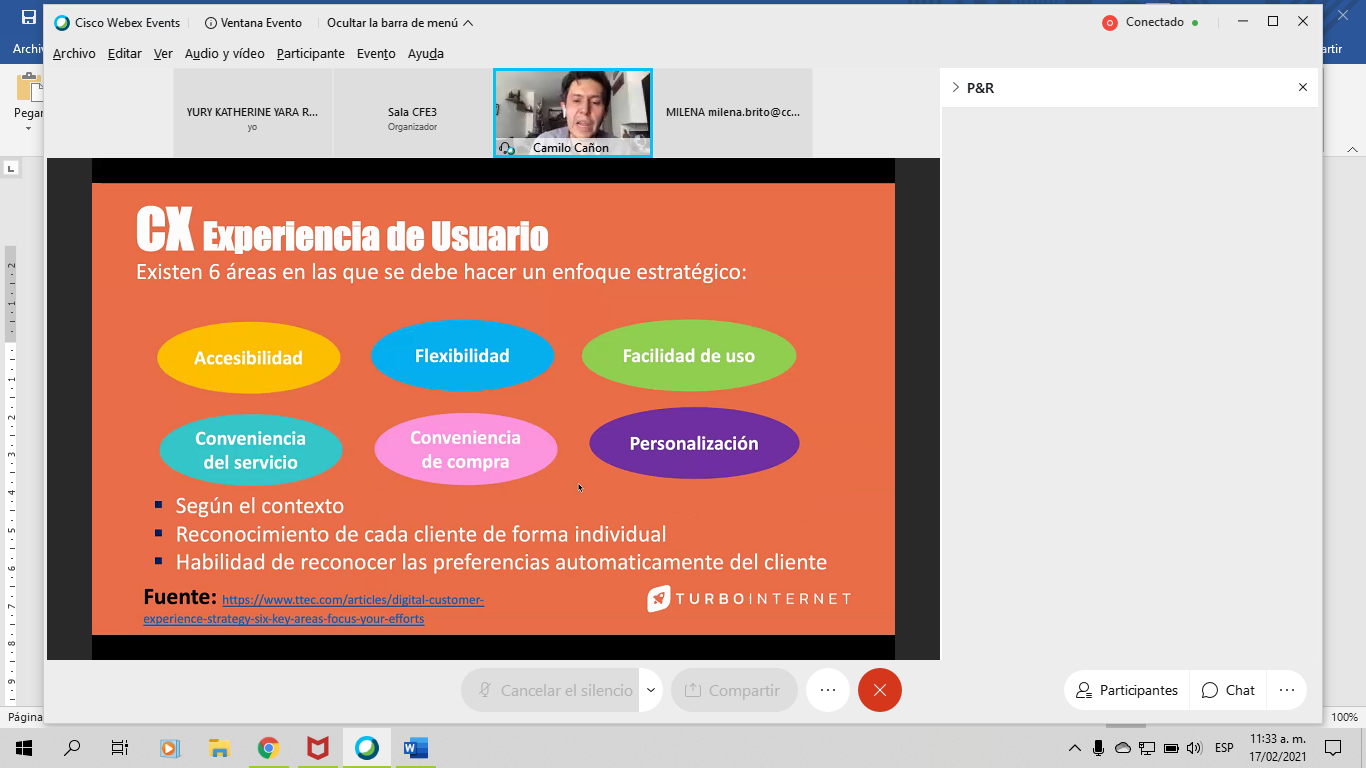 Cisco Webex Events
Ventana Evento
Ocultar la barra de menú
Conectado
Archivo Editar Ver Audio y vídeo Participante Evento Ayuda
Pegar
YURY KATHERINE YARA R...
yo
Sala CFE3
Organizador
Camilo Cañon
MILENA milena.brito@cc...
P&R
CX Experiencia de Usuario
Existen 6 áreas en las que se debe hacer un enfoque estratégico:
Accesibilidad
Flexibilidad
Facilidad de uso
Conveniencia
del servicio
Conveniencia
de compra
Personalización
Según el contexto
Reconocimiento de cada cliente de forma individual
Habilidad de reconocer las preferencias automaticamente del cliente
Fuente: https://www.ttec.com/articles/digital-customer-
experience-strategy-six-key-areas-focus-your-efforts
TURBOINTERNET
Cancelar el silencio
Compartir
Participantes
Chat
Página
100%
ESP
11:33 a. m.
17/02/2021